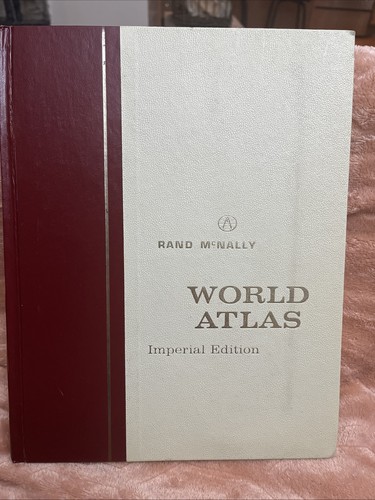 RAND McNALLY
WORLD
ATLAS
Imperial Edition